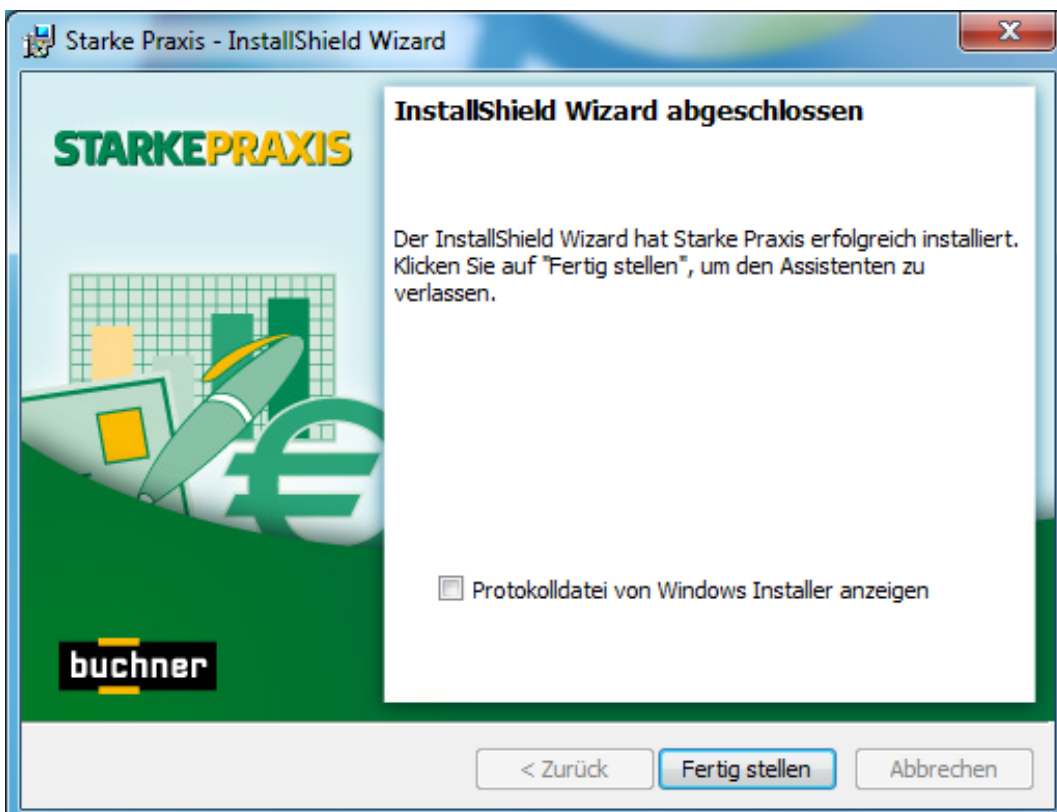 Starke Praxis - InstallShield Wizard
x
STARKEPRAXIS
InstallShield Wizard abgeschlossen
Der InstallShield Wizard hat Starke Praxis erfolgreich installiert.
Klicken Sie auf "Fertig stellen", um den Assistenten zu
verlassen.
€
Protokolldatei von Windows Installer anzeigen
buchner
< Zurück
Fertig stellen
Abbrechen